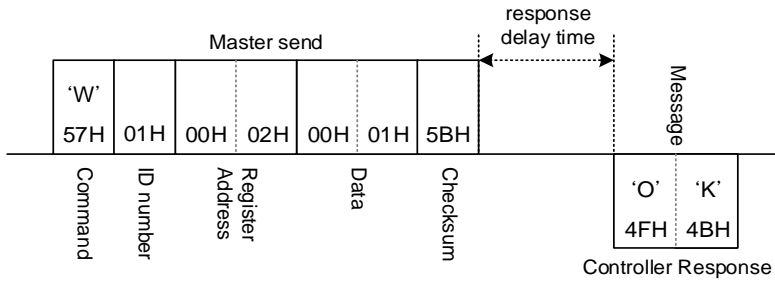 response
delay time
Master send
'W'
57H 01H 00H 02H 00H 01H 5BH
Command
ID number
Register
Address
Data
Checksum
Message
'O' 'K'
4FH 4BH
Controller Response